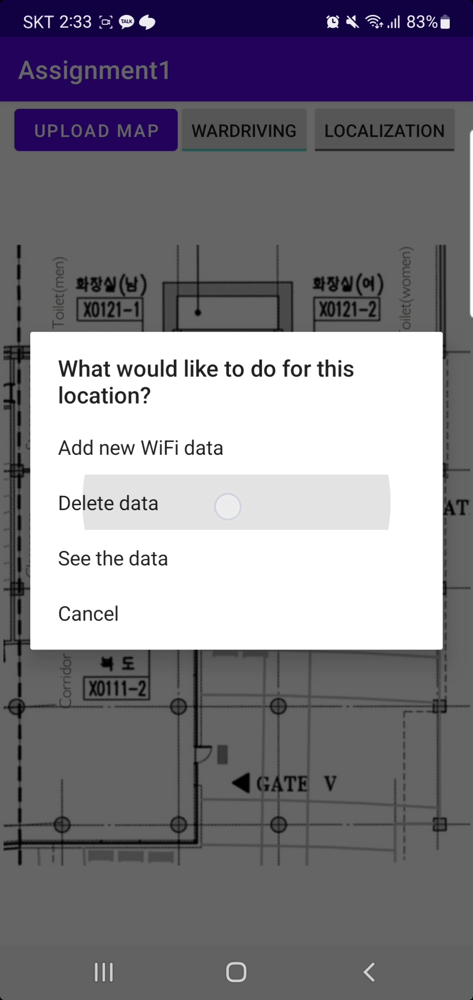 SKT 2:33 TALK 83%
Assignment1
UPLOAD MAP WARDRIVING LOCALIZATION
Toilet(men)
화장실(남)
X0121-1
화장실(여)
X0121-2
oilet(women)
What would like to do for this
location?
Add new WiFi data
Delete data
See the data
Cancel
AT
Corridor
복 도
X0111-2
GATE V